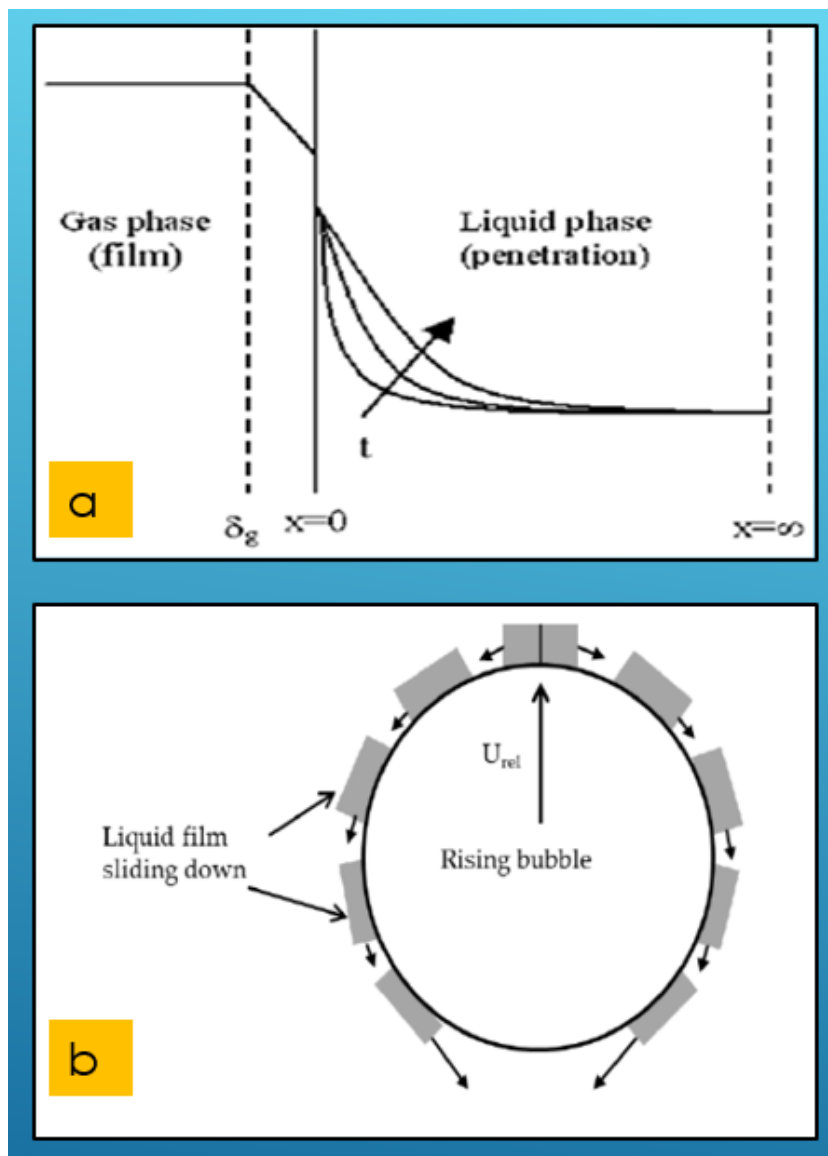 Gas phase
(film)
Liquid phase
(penetration)
t
a
δg
x=0
x=∞
Urel
Liquid film
sliding down
Rising bubble
b